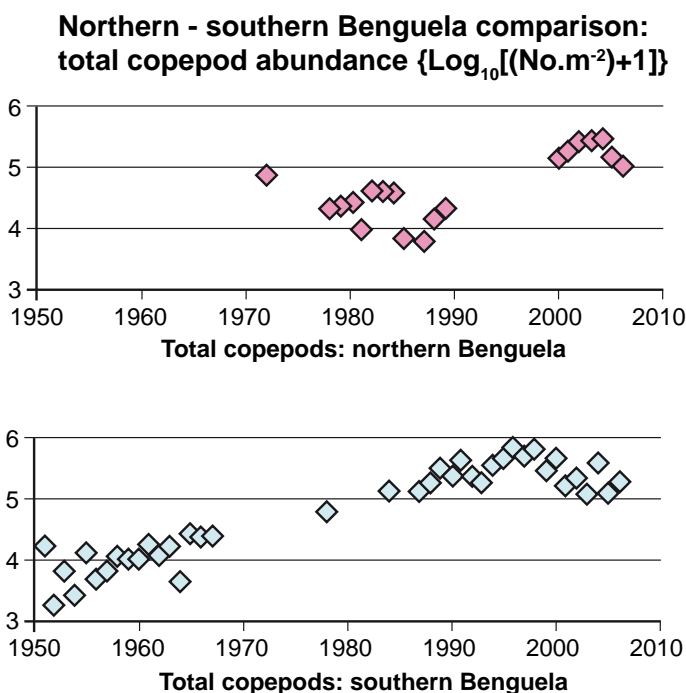 Northern - southern Benguela comparison:
total copepod abundance {Log₁₀[(No.m⁻²)+1]}
6
5
4
3
1950 1960 1970 1980 1990 2000 2010
Total copepods: northern Benguela
6
5
4
3
1950 1960 1970 1980 1990 2000 2010
Total copepods: southern Benguela